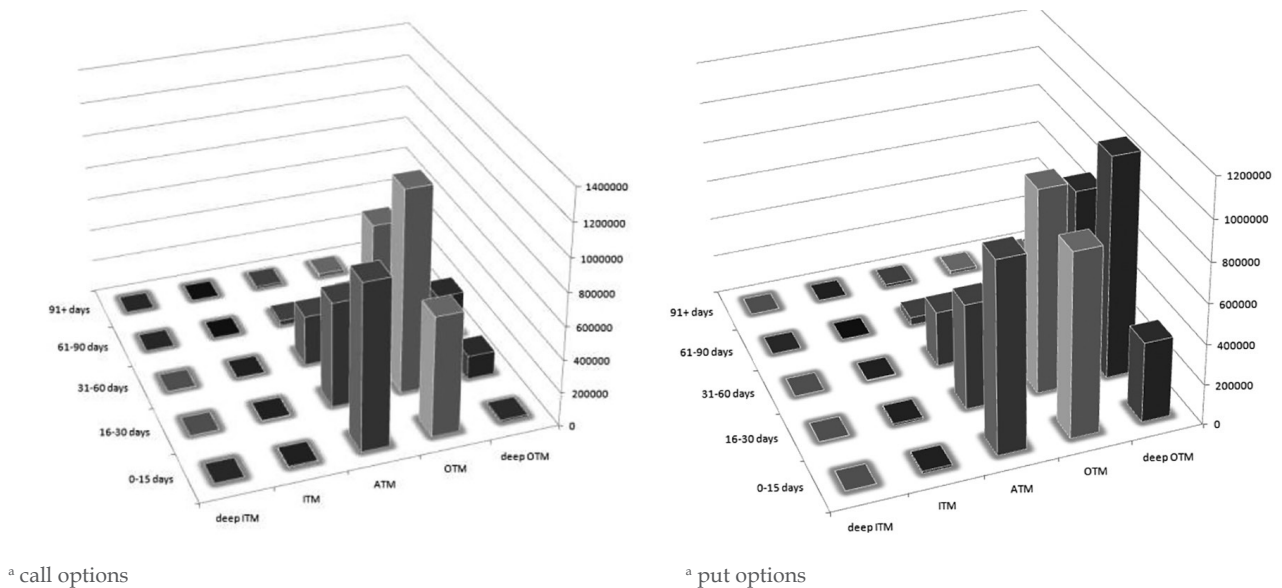 1400000
1200000
1000000
800000
600000
400000
200000
0
91+ days
61-90 days
31-60 days
16-30 days
0-15 days
deep ITM
ITM
ATM
OTM
deep OTM
a call options
1200000
1000000
800000
600000
400000
200000
0
91+ days
61-90 days
31-60 days
16-30 days
0-15 days
deep ITM
ITM
ATM
OTM
deep OTM
a put options